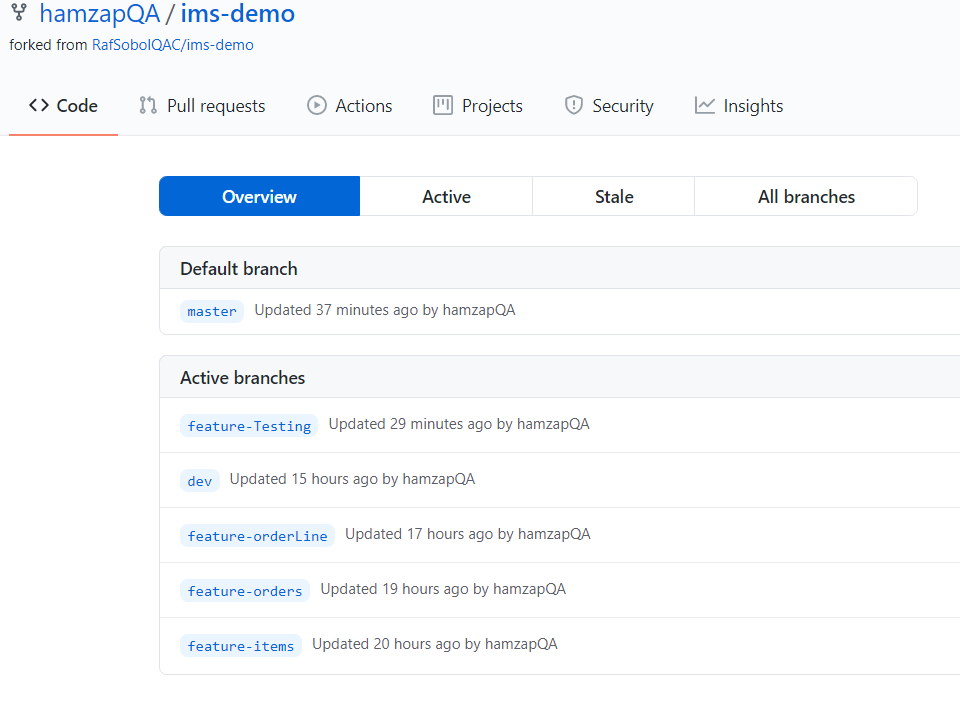 hamzapQA / ims-demo
forked from RafSobolQAC/ims-demo
<> Code Pull requests Actions Projects Security Insights
Overview Active Stale All branches
Default branch
master Updated 37 minutes ago by hamzapQA
Active branches
feature-Testing Updated 29 minutes ago by hamzapQA
dev Updated 15 hours ago by hamzapQA
feature-orderLine Updated 17 hours ago by hamzapQA
feature-orders Updated 19 hours ago by hamzapQA
feature-items Updated 20 hours ago by hamzapQA